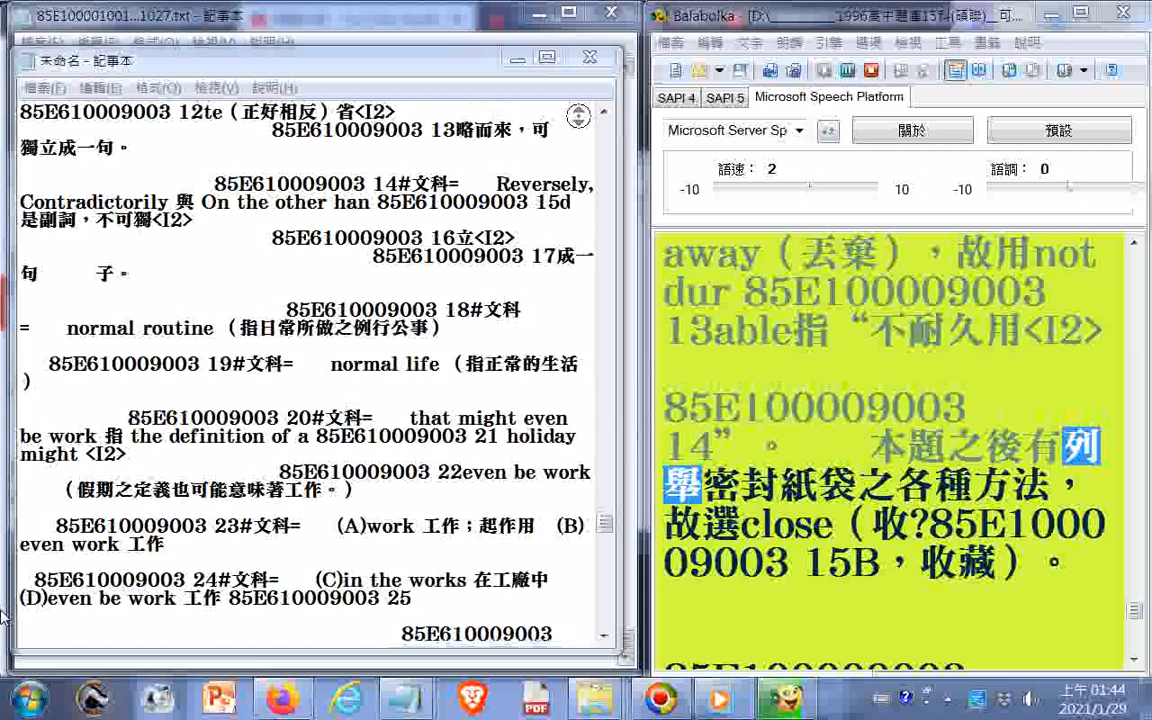 85E100001001...1027.txt - 記事本
未命名 - 記事本
檔案(F) 編輯(E) 格式(O) 檢視(V) 說明(H)
85E610009003 12te（正好相反）省<I2>
85E610009003 13略而來，可
獨立成一句。
85E610009003 14#文科= Reversely,
Contradictorily 與 On the other han 85E610009003 15d
是副詞，不可獨<I2>
85E610009003 16立<I2>
85E610009003 17成一
句 子。
85E610009003 18#文科
= normal routine （指日常所做之例行公事）
85E610009003 19#文科= normal life （指正常的生活
）
85E610009003 20#文科= that might even
be work 指 the definition of a 85E610009003 21 holiday
might <I2>
85E610009003 22even be work
（假期之定義也可能意味著工作。）
85E610009003 23#文科= (A)work 工作；起作用 (B)
even work 工作
85E610009003 24#文科= (C)in the works 在工廠中
(D)even be work 工作 85E610009003 25
85E610009003
Balabolka - [D:\
檔案 編輯 文字 朗讀 引擎 選項 檢視 工具 書籤 說明
SAPI 4 SAPI 5 Microsoft Speech Platform
Microsoft Server Sp 關於 預設
語速： 2 語調： 0
-10 10 -10
away（丟棄），故用not
dur 85E100009003
13able指“不耐久用<I2>
85E100009003
14”。 本題之後有列
舉密封紙袋之各種方法，
故選close（收?85E1000
09003 15B，收藏）。
85E100009003
PDF
上午 01:44
2021/1/29